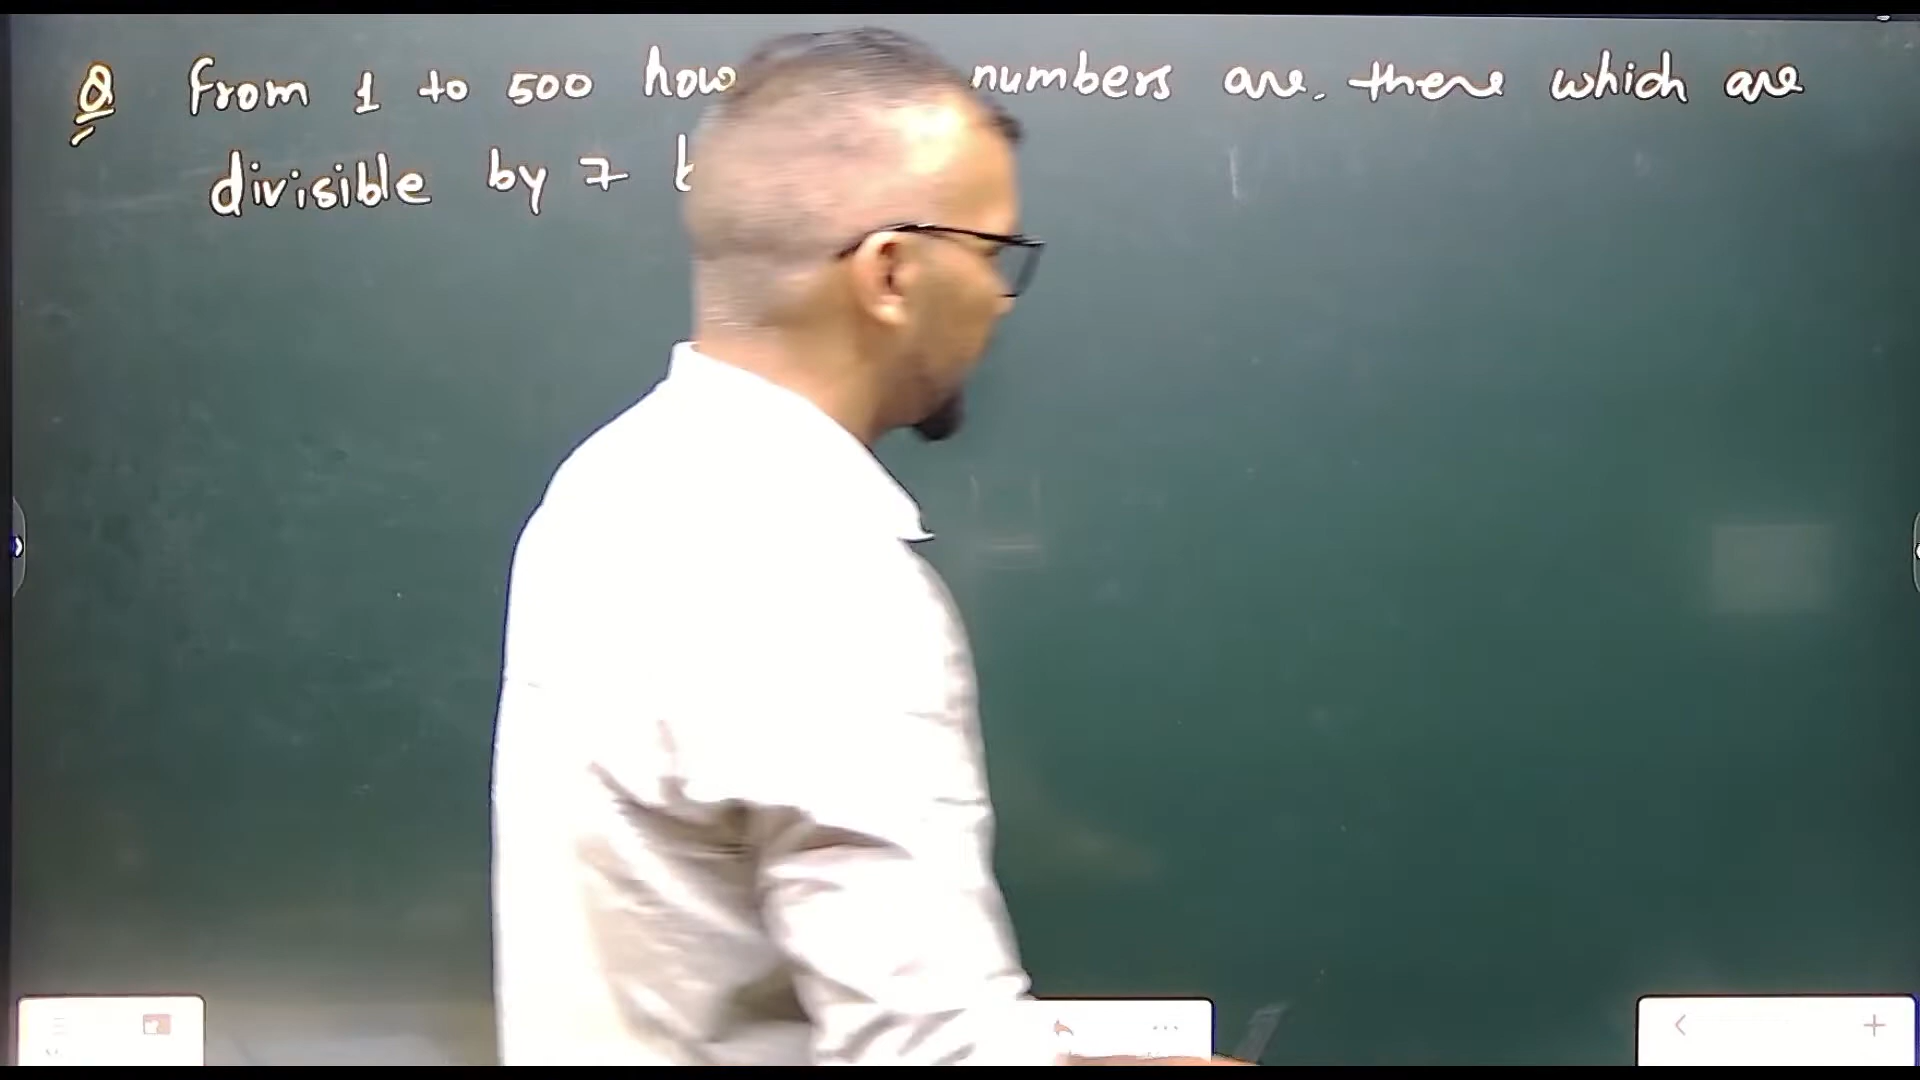 Q From 1 to 500 how numbers are. there which are
divisible by 7